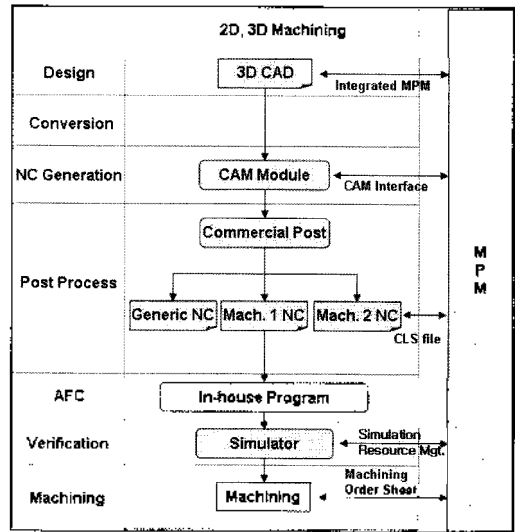 2D, 3D Machining
Design
3D CAD
Integrated MPM
Conversion
NC Generation
CAM Module
CAM Interface
Commercial Post
M
P
M
Post Process
Generic NC
Mach. 1 NC
Mach. 2 NC
CLS file
AFC
In-house Program
Verification
Simulator
Simulation
Resource Mgt.
Machining
Order Sheet
Machining
Machining